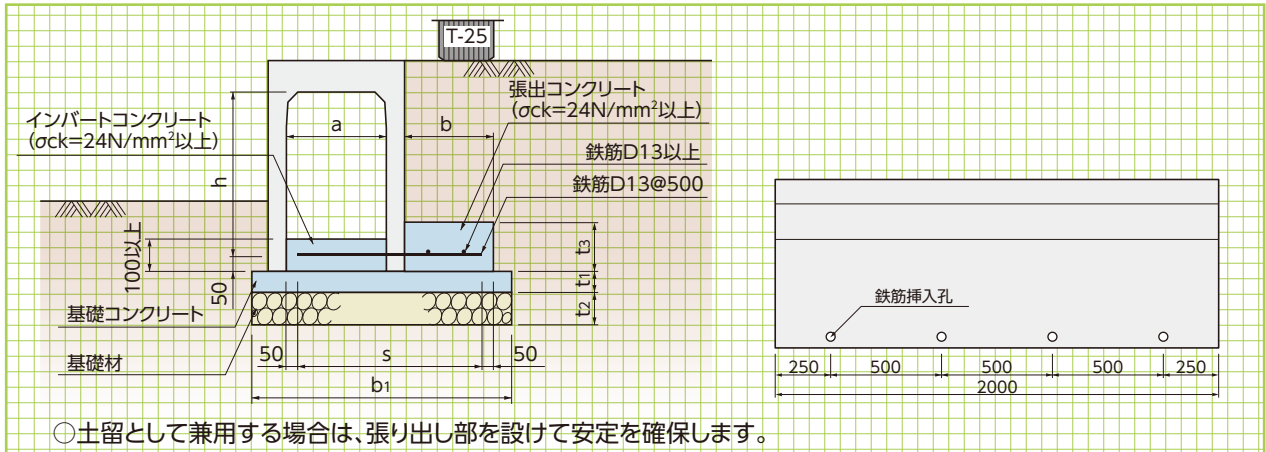 T-25
張出コンクリート
(σck=24N/mm²以上)
インバートコンクリート
(σck=24N/mm²以上)
a
b
鉄筋D13以上
鉄筋D13@500
h
100以上
50
t3
t1
t2
基礎コンクリート
基礎材
50
s
50
b1
鉄筋挿入孔
250
500
500
500
250
2000
○土留として兼用する場合は、張り出し部を設けて安定を確保します。